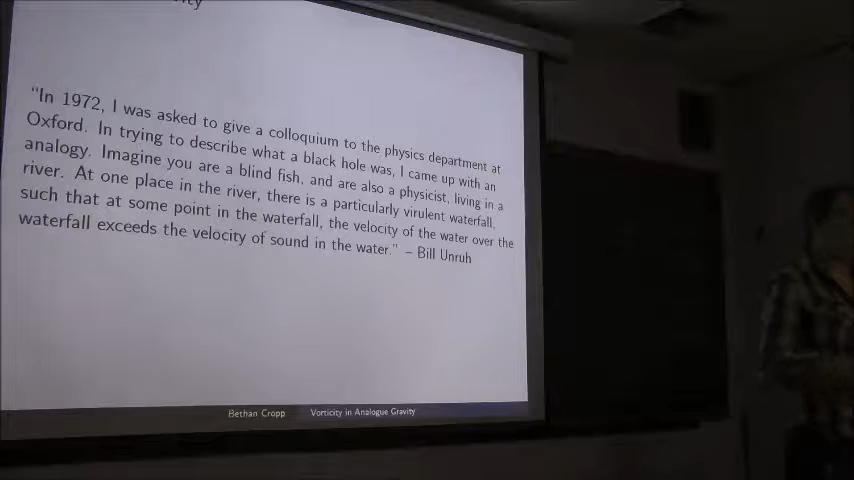 "In 1972, I was asked to give a colloquium to the physics department at
Oxford. In trying to describe what a black hole was, I came up with an
analogy. Imagine you are a blind fish, and are also a physicist, living in a
river. At one place in the river, there is a particularly virulent waterfall,
such that at some point in the waterfall, the velocity of the water over the
waterfall exceeds the velocity of sound in the water." – Bill Unruh
Bethan Cropp Vorticity in Analogue Gravity